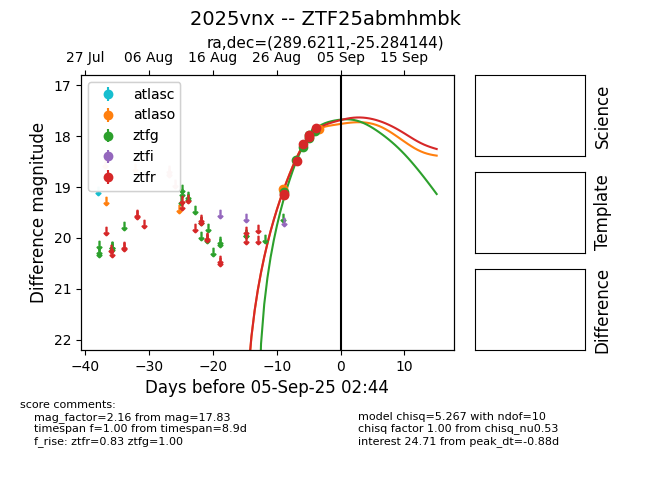 2025vnx -- ZTF25abmhmbk
ra,dec=(289.6211,-25.284144)
27 Jul 06 Aug 16 Aug 26 Aug 05 Sep 15 Sep
17
18
19
20
21
22
Difference magnitude
atlasc
atlaso
ztfg
ztfi
ztfr
−40 −30 −20 −10 0 10
Days before 05-Sep-25 02:44
Science
Template
Difference
score comments:
mag_factor=2.16 from mag=17.83
timespan f=1.00 from timespan=8.9d
f_rise: ztfr=0.83 ztfg=1.00
model chisq=5.267 with ndof=10
chisq factor 1.00 from chisq_nu0.53
interest 24.71 from peak_dt=-0.88d